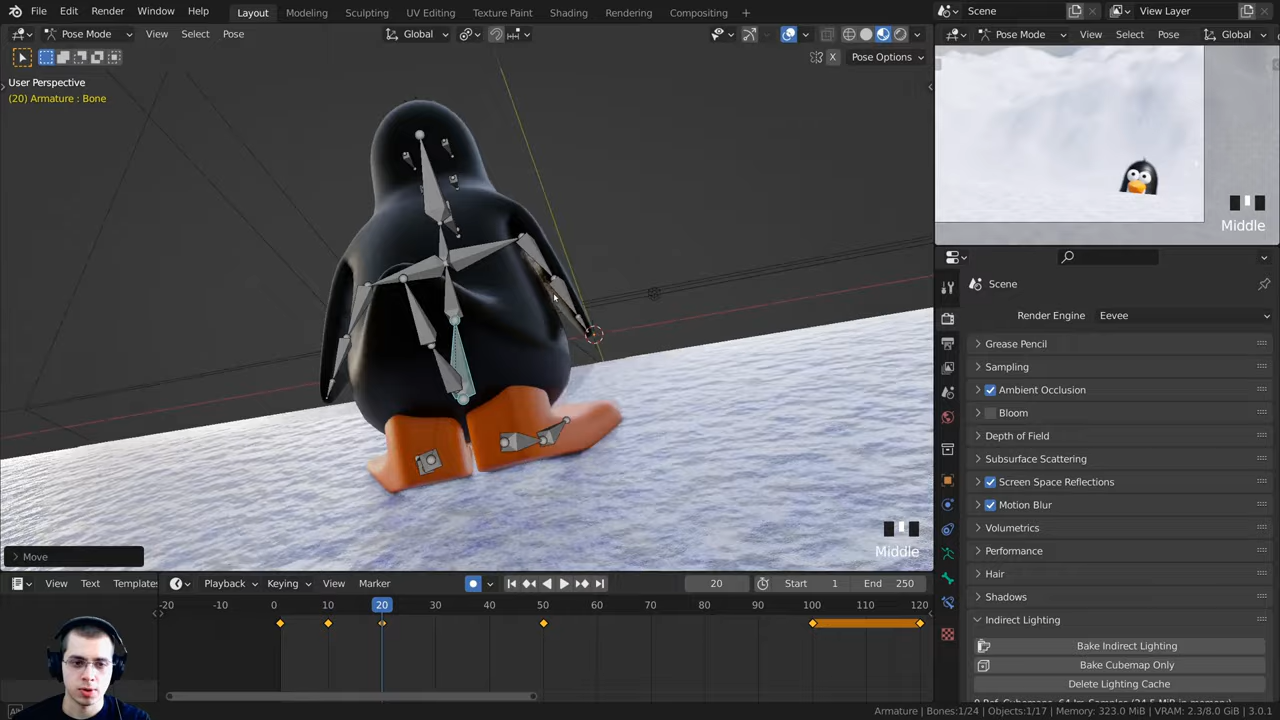 File Edit Render Window Help
Layout Modeling Sculpting UV Editing Texture Paint Shading Rendering Compositing
Scene
View Layer
Pose Mode View Select Pose
Global
Pose Mode View Select Pose
Global
X Pose Options
User Perspective
(20) Armature : Bone
Middle
Scene
Render Engine Eevee
Grease Pencil
Sampling
Ambient Occlusion
Bloom
Depth of Field
Subsurface Scattering
Screen Space Reflections
Motion Blur
Volumetrics
Performance
Hair
Shadows
Indirect Lighting
Bake Indirect Lighting
Bake Cubemap Only
Delete Lighting Cache
Middle
Move
View Text Templates
Playback Keying View Marker
20 Start 1 End 250
-20 -10 0 10 20 30 40 50 60 70 80 90 100 110 120
Armature | Bones:1/24 | Objects:1/17 | Memory: 323.0 MiB | VRAM: 2.3/8.0 GiB | 3.0.1